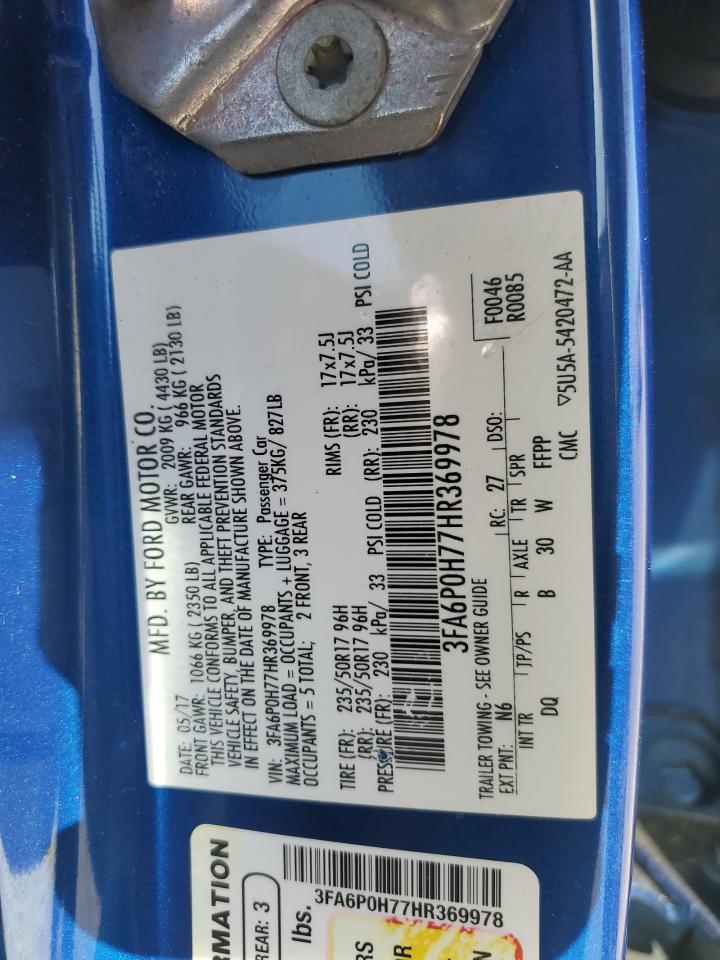 MFD. BY FORD MOTOR CO.
DATE: 05/17 GVWR: 2009 KG ( 4430 LB)
FRONT GAWR: 1066 KG ( 2350 LB) REAR GAWR: 966 KG ( 2130 LB)
THIS VEHICLE CONFORMS TO ALL APPLICABLE FEDERAL MOTOR
VEHICLE SAFETY, BUMPER, AND THEFT PREVENTION STANDARDS
IN EFFECT ON THE DATE OF MANUFACTURE SHOWN ABOVE.
VIN: 3FA6P0H77HR369978 TYPE: Passenger Car
MAXIMUM LOAD = OCCUPANTS + LUGGAGE = 375KG/ 827LB
OCCUPANTS = 5 TOTAL; 2 FRONT, 3 REAR
TIRE (FR): 235/50R17 96H RIMS (FR): 17x7.5J
(RR): 235/50R17 96H (RR): 17x7.5J
PRESSURE (FR): 230 kPa/ 33 PSI COLD (RR): 230 kPa/ 33 PSI COLD
3FA6P0H77HR369978
TRAILER TOWING - SEE OWNER GUIDE
F0046
R0085
EXT PNT: N6 RC: 27 DSO:
INT TR TP/PS R AXLE TR SPR
DQ B 30 W FFPP
CMC ▽5U5A-5420472-AA
RMATION
REAR: 3
lbs.
3FA6P0H77HR369978
RS
OR
N